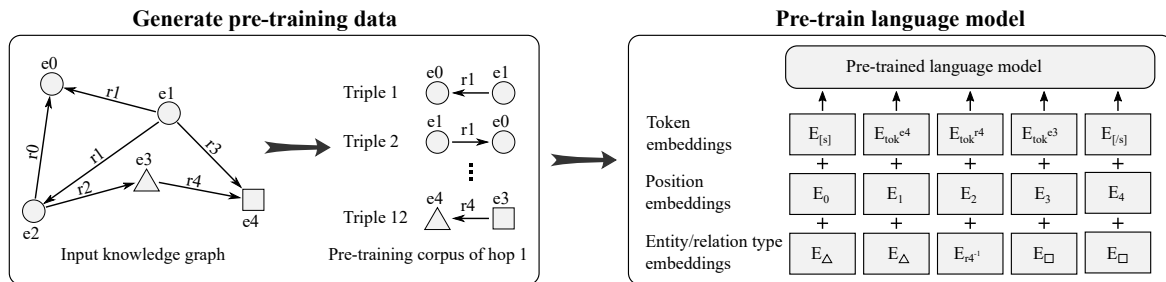 Generate pre-training data
e0
e1
r1
r0
r1
r3
e3
r2
r4
e2
e4
Input knowledge graph
Triple 1
e0
r1
e1
Triple 2
e1
r1
e0
Triple 12
e4
r4
e3
Pre-training corpus of hop 1
Pre-train language model
Pre-trained language model
Token
embeddings
E[s]
Etok^e4
Etok^r4
Etok^e3
E[/s]
+ + + + +
Position
embeddings
E0
E1
E2
E3
E4
+ + + + +
Entity/relation type
embeddings
E△
E△
Er4^-1
E□
E□